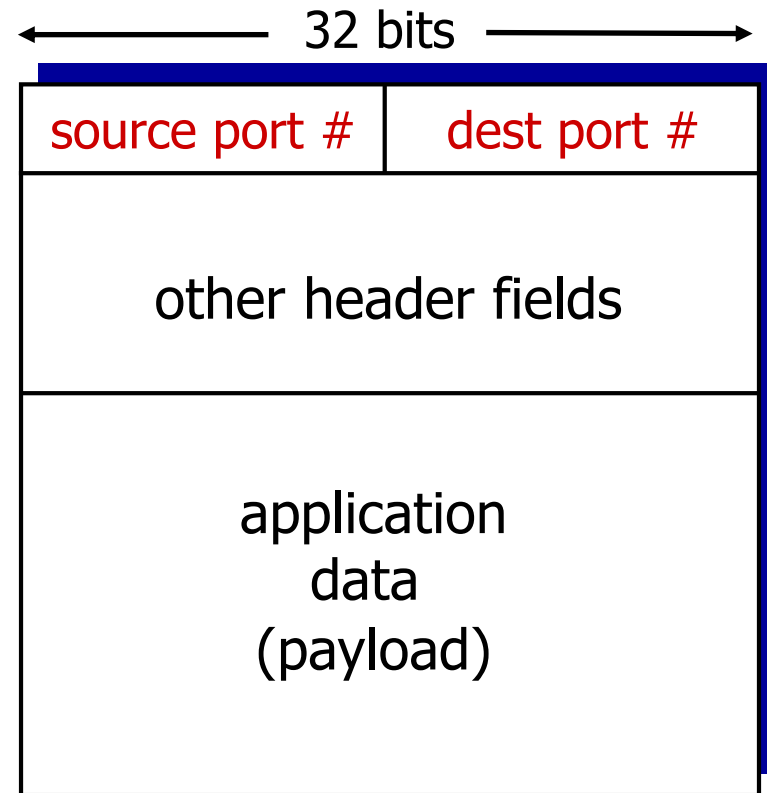 32 bits
source port # dest port #
other header fields
application
data
(payload)